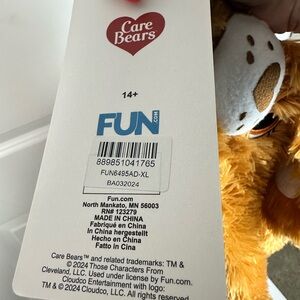 Care
Bears
14+
FUN
.COM
889851041765
FUN6495AD-XL
BA032024
Fun.com
North Mankato, MN 56003
RN# 123279
MADE IN CHINA
Fabriqué en China
In China hergestellt
Hecho en China
Fatto in Cina
Care Bears™ and related trademarks: TM &
© 2024 Those Characters From
Cleveland, LLC. Used under license by Fun.com.
Cloudco Entertainment with logo:
TM & © 2024 Cloudco, LLC. All rights reserved.